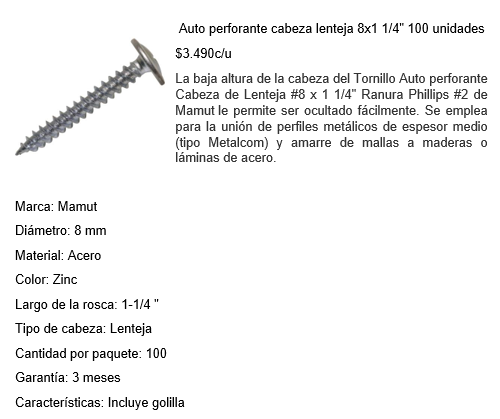 Auto perforante cabeza lenteja 8x1 1/4" 100 unidades
$3.490c/u
La baja altura de la cabeza del Tornillo Auto perforante
Cabeza de Lenteja #8 x 1 1/4" Ranura Phillips #2 de
Mamut le permite ser ocultado fácilmente. Se emplea
para la unión de perfiles metálicos de espesor medio
(tipo Metalcom) y amarre de mallas a maderas o
láminas de acero.
Marca: Mamut
Diámetro: 8 mm
Material: Acero
Color: Zinc
Largo de la rosca: 1-1/4 "
Tipo de cabeza: Lenteja
Cantidad por paquete: 100
Garantía: 3 meses
Características: Incluye golilla